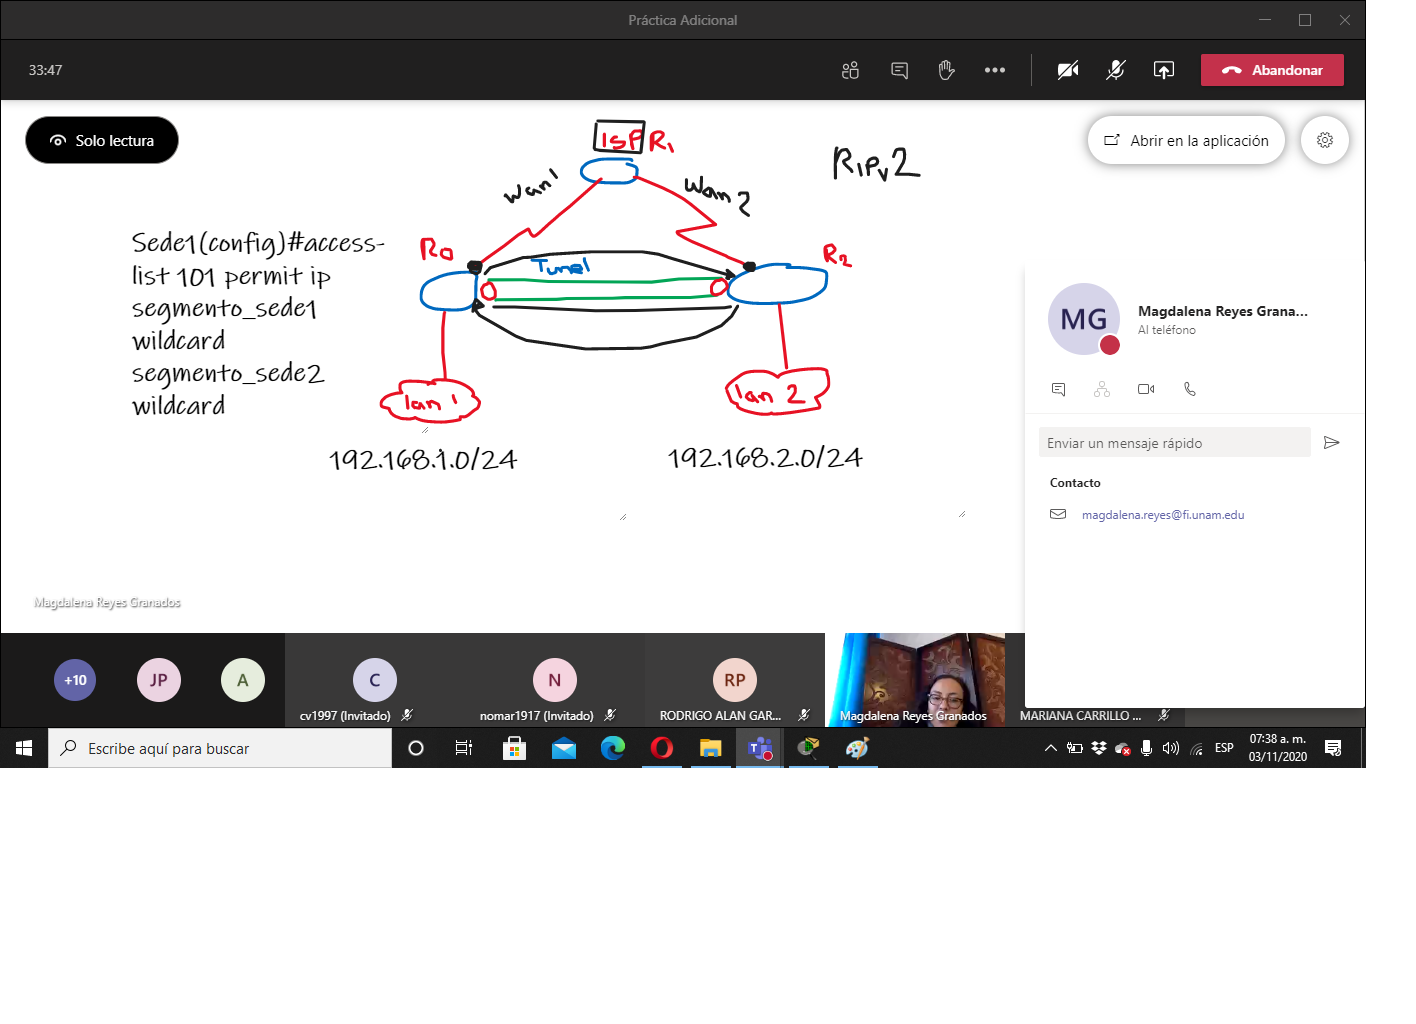 Práctica Adicional
33:47
Abandonar
Solo lectura
Abrir en la aplicación
ISP R1
RIPv2
Wan1
Wan 2
Sede1(config)#access-
list 101 permit ip
segmento_sede1
wildcard
segmento_sede2
wildcard
R0
Tunel
R2
lan 1
lan 2
192.168.1.0/24
192.168.2.0/24
MG
Magdalena Reyes Grana...
Al teléfono
Enviar un mensaje rápido
Contacto
magdalena.reyes@fi.unam.edu
Magdalena Reyes Granados
+10
JP
A
C
cv1997 (Invitado)
N
nomar1917 (Invitado)
RP
RODRIGO ALAN GAR...
Magdalena Reyes Granados
MARIANA CARRILLO ...
Escribe aquí para buscar
ESP
07:38 a. m.
03/11/2020